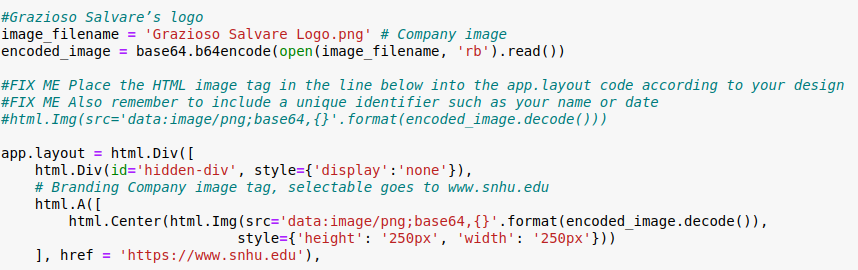 #Grazioso Salvare’s logo
image_filename = 'Grazioso Salvare Logo.png' # Company image
encoded_image = base64.b64encode(open(image_filename, 'rb').read())

#FIX ME Place the HTML image tag in the line below into the app.layout code according to your design
#FIX ME Also remember to include a unique identifier such as your name or date
#html.Img(src='data:image/png;base64,{}'.format(encoded_image.decode()))

app.layout = html.Div([
    html.Div(id='hidden-div', style={'display':'none'}),
    # Branding Company image tag, selectable goes to www.snhu.edu
    html.A([
        html.Center(html.Img(src='data:image/png;base64,{}'.format(encoded_image.decode()),
                            style={'height': '250px', 'width': '250px'}))
    ], href = 'https://www.snhu.edu'),